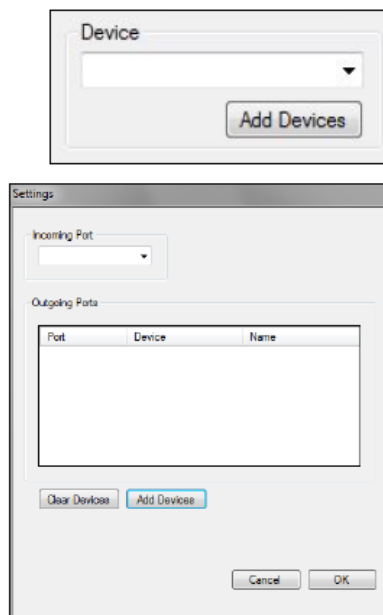 Device
Add Devices
Settings
Incoming Port
Outgoing Ports
Port Device Name
Clear Devices Add Devices
Cancel OK